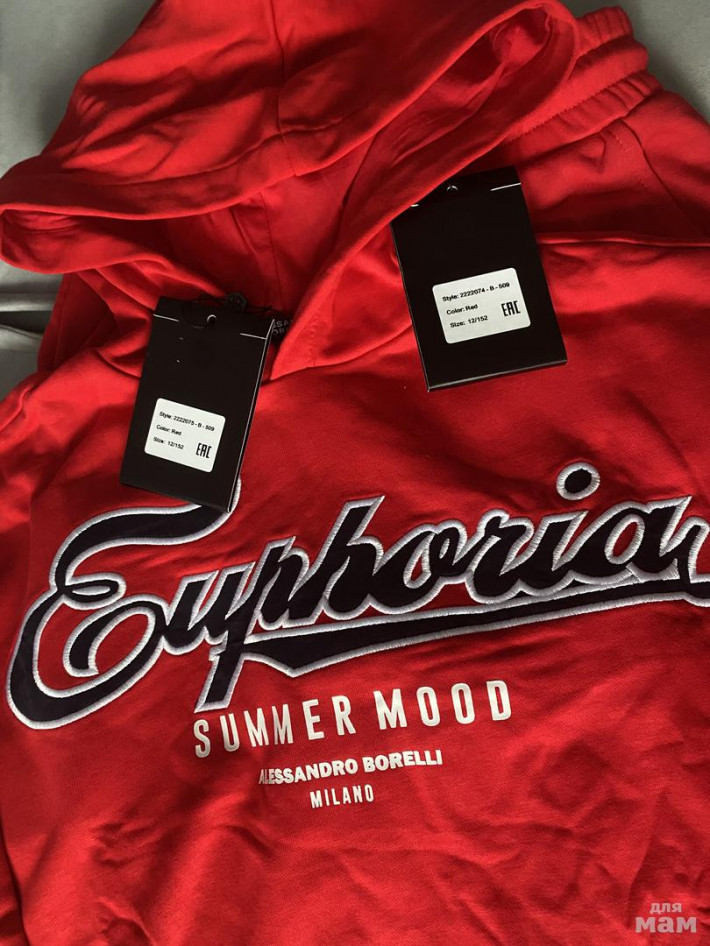 Style: 2222074 - B - 509
Color: Red
Size: 12/152
EAC
Style: 2222075 - B - 509
Color: Red
Size: 12/152
EAC
Euphoria
SUMMER MOOD
ALESSANDRO BORELLI
MILANO
для
мам